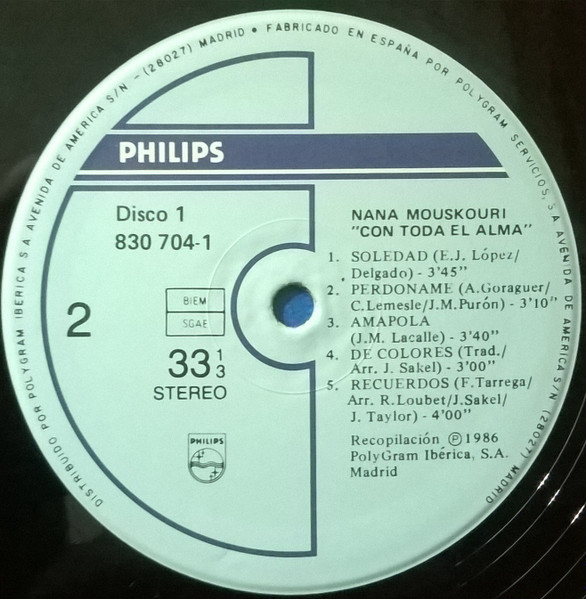 DISTRIBUIDO POR POLYGRAM IBERICA S A AVENIDA DE AMERICA S/N - (28027) MADRID • FABRICADO EN ESPAÑA POR POLYGRAM SERVICIOS, S A AVENIDA DE AMERICA S/N (28027) MADRID
PHILIPS
Disco 1
830 704-1
2
BIEM
SGAE
33 1/3
STEREO
PHILIPS
NANA MOUSKOURI
"CON TODA EL ALMA"
1. SOLEDAD (E.J. López/
Delgado) - 3'45"
2. PERDONAME (A.Goraguer/
C.Lemesle/J.M.Purón) - 3'10"
3. AMAPOLA
(J.M. Lacalle) - 3'40"
4. DE COLORES (Trad./
Arr. J. Sakel) - 3'00"
5. RECUERDOS (F.Tarrega/
Arr. R.Loubet/J.Sakel/
J. Taylor) - 4'00"
Recopilación ℗ 1986
PolyGram Ibérica, S.A.
Madrid